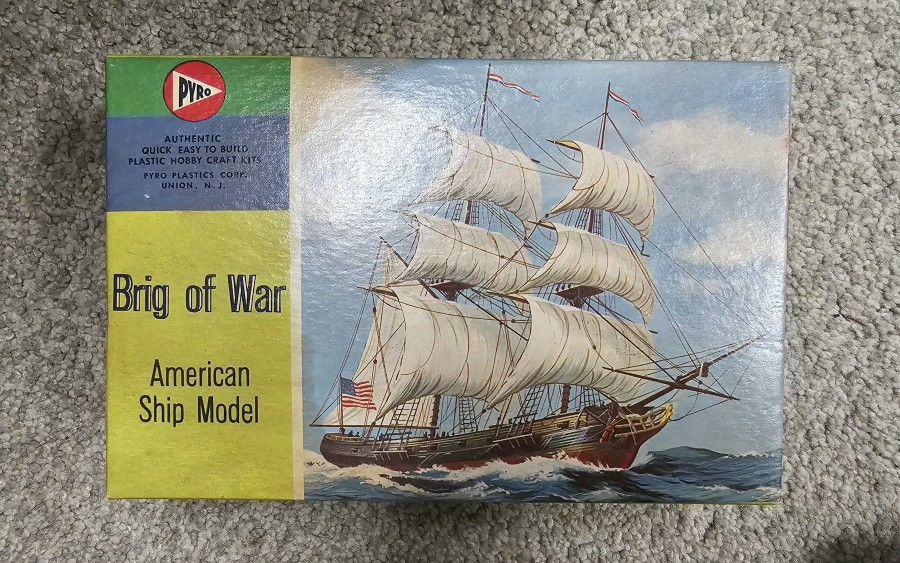 PYRO
AUTHENTIC
QUICK EASY TO BUILD
PLASTIC HOBBY CRAFT KITS
PYRO PLASTICS CORP.
UNION, N. J.
Brig of War
American
Ship Model